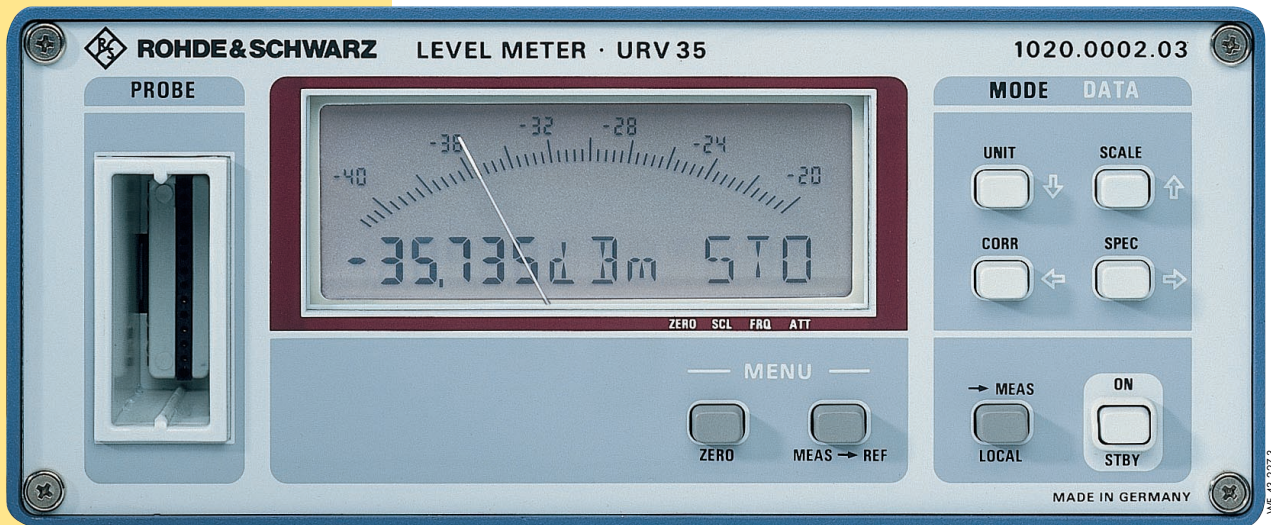 ROHDE&SCHWARZ LEVEL METER · URV 35 1020.0002.03
PROBE
MODE DATA
-40 -36 -32 -28 -24 -20
-35,735dBm STO
ZERO SCL FRQ ATT
UNIT SCALE
CORR SPEC
MENU
ZERO MEAS → REF
→ MEAS
LOCAL
ON
STBY
MADE IN GERMANY